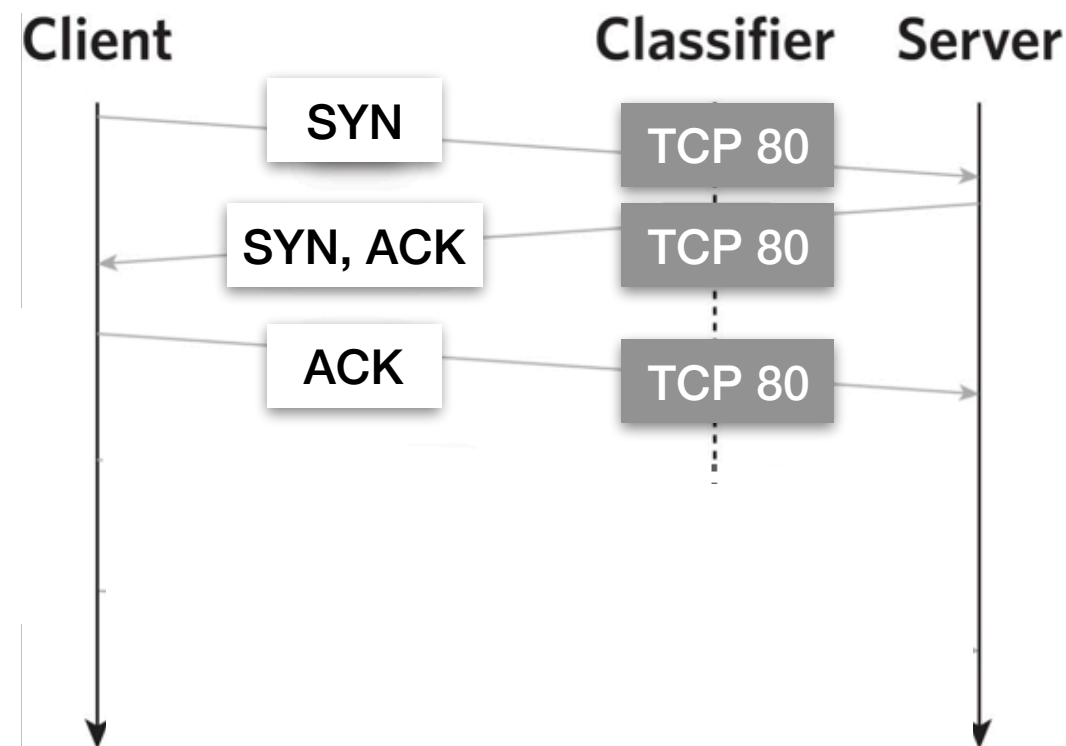 Client Classifier Server
SYN TCP 80
SYN, ACK TCP 80
ACK TCP 80